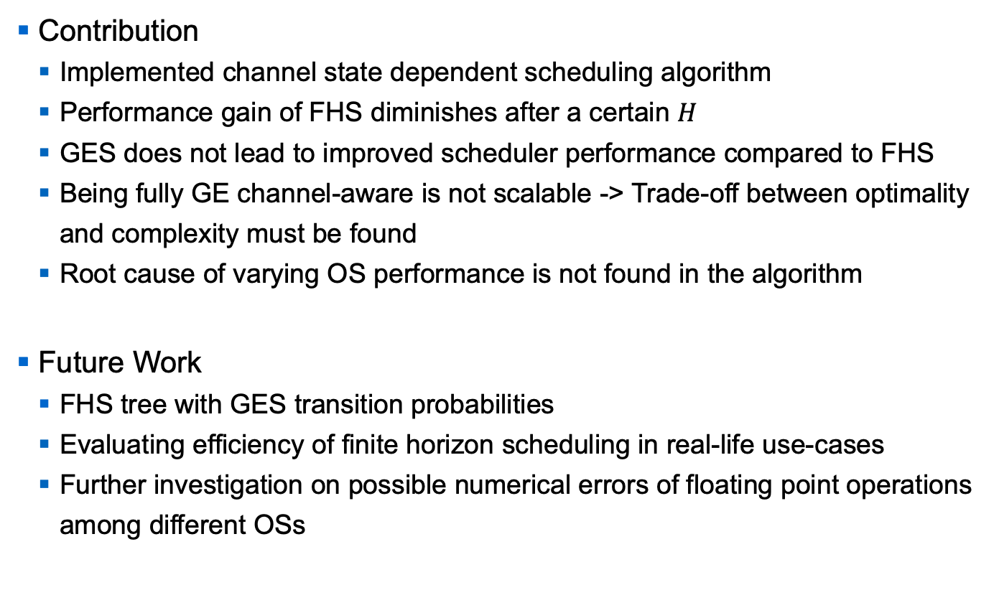 Contribution
Implemented channel state dependent scheduling algorithm
Performance gain of FHS diminishes after a certain H
GES does not lead to improved scheduler performance compared to FHS
Being fully GE channel-aware is not scalable -> Trade-off between optimality
and complexity must be found
Root cause of varying OS performance is not found in the algorithm
Future Work
FHS tree with GES transition probabilities
Evaluating efficiency of finite horizon scheduling in real-life use-cases
Further investigation on possible numerical errors of floating point operations
among different OSs